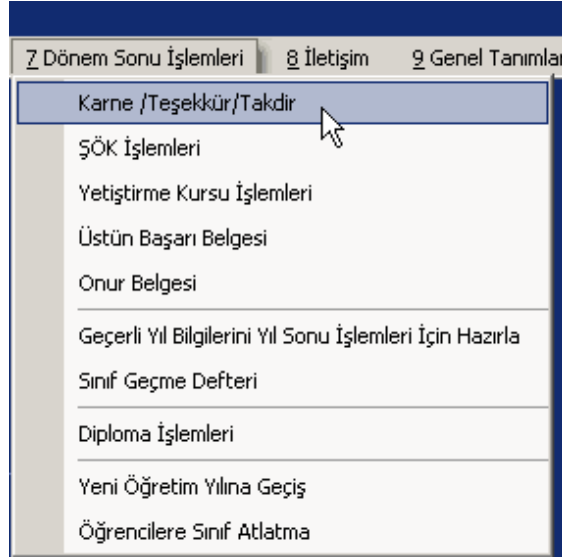 7 Dönem Sonu İşlemleri 8 İletişim 9 Genel Tanımla
Karne /Teşekkür/Takdir
ŞÖK İşlemleri
Yetiştirme Kursu İşlemleri
Üstün Başarı Belgesi
Onur Belgesi
Geçerli Yıl Bilgilerini Yıl Sonu İşlemleri İçin Hazırla
Sınıf Geçme Defteri
Diploma İşlemleri
Yeni Öğretim Yılına Geçiş
Öğrencilere Sınıf Atlatma